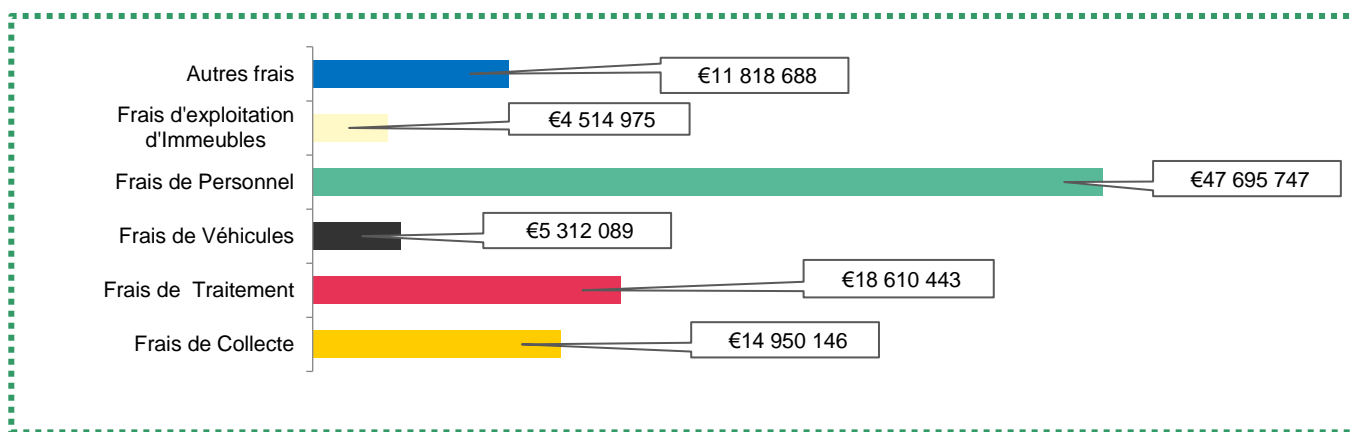 Autres frais
€11 818 688
Frais d'exploitation
d'Immeubles
€4 514 975
Frais de Personnel
€47 695 747
Frais de Véhicules
€5 312 089
Frais de  Traitement
€18 610 443
Frais de Collecte
€14 950 146